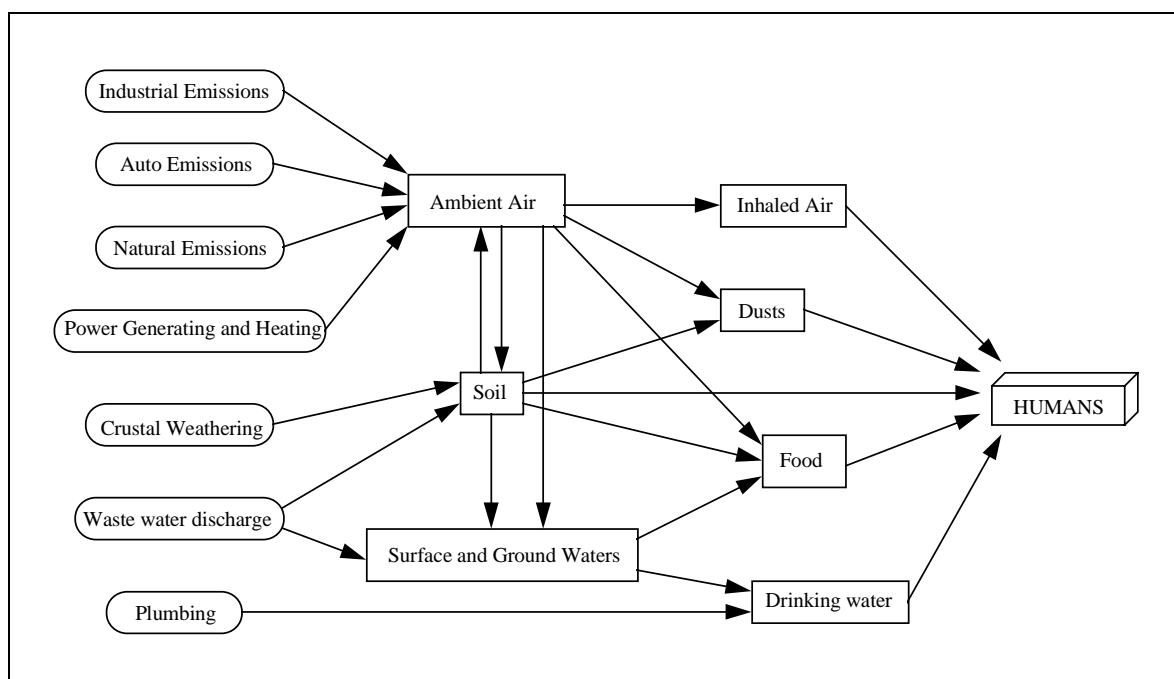 Industrial Emissions
Auto Emissions
Ambient Air
Inhaled Air
Natural Emissions
Dusts
Power Generating and Heating
Soil
HUMANS
Crustal Weathering
Food
Waste water discharge
Surface and Ground Waters
Drinking water
Plumbing